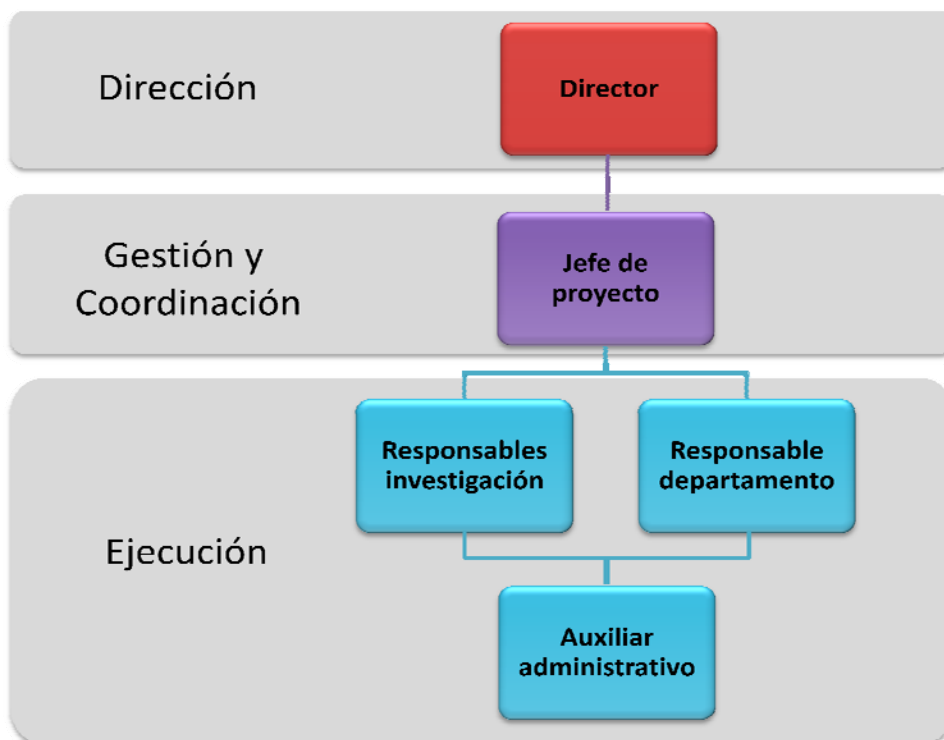 Dirección
Director
Gestión y
Coordinación
Jefe de
proyecto
Ejecución
Responsables
investigación
Responsable
departamento
Auxiliar
administrativo